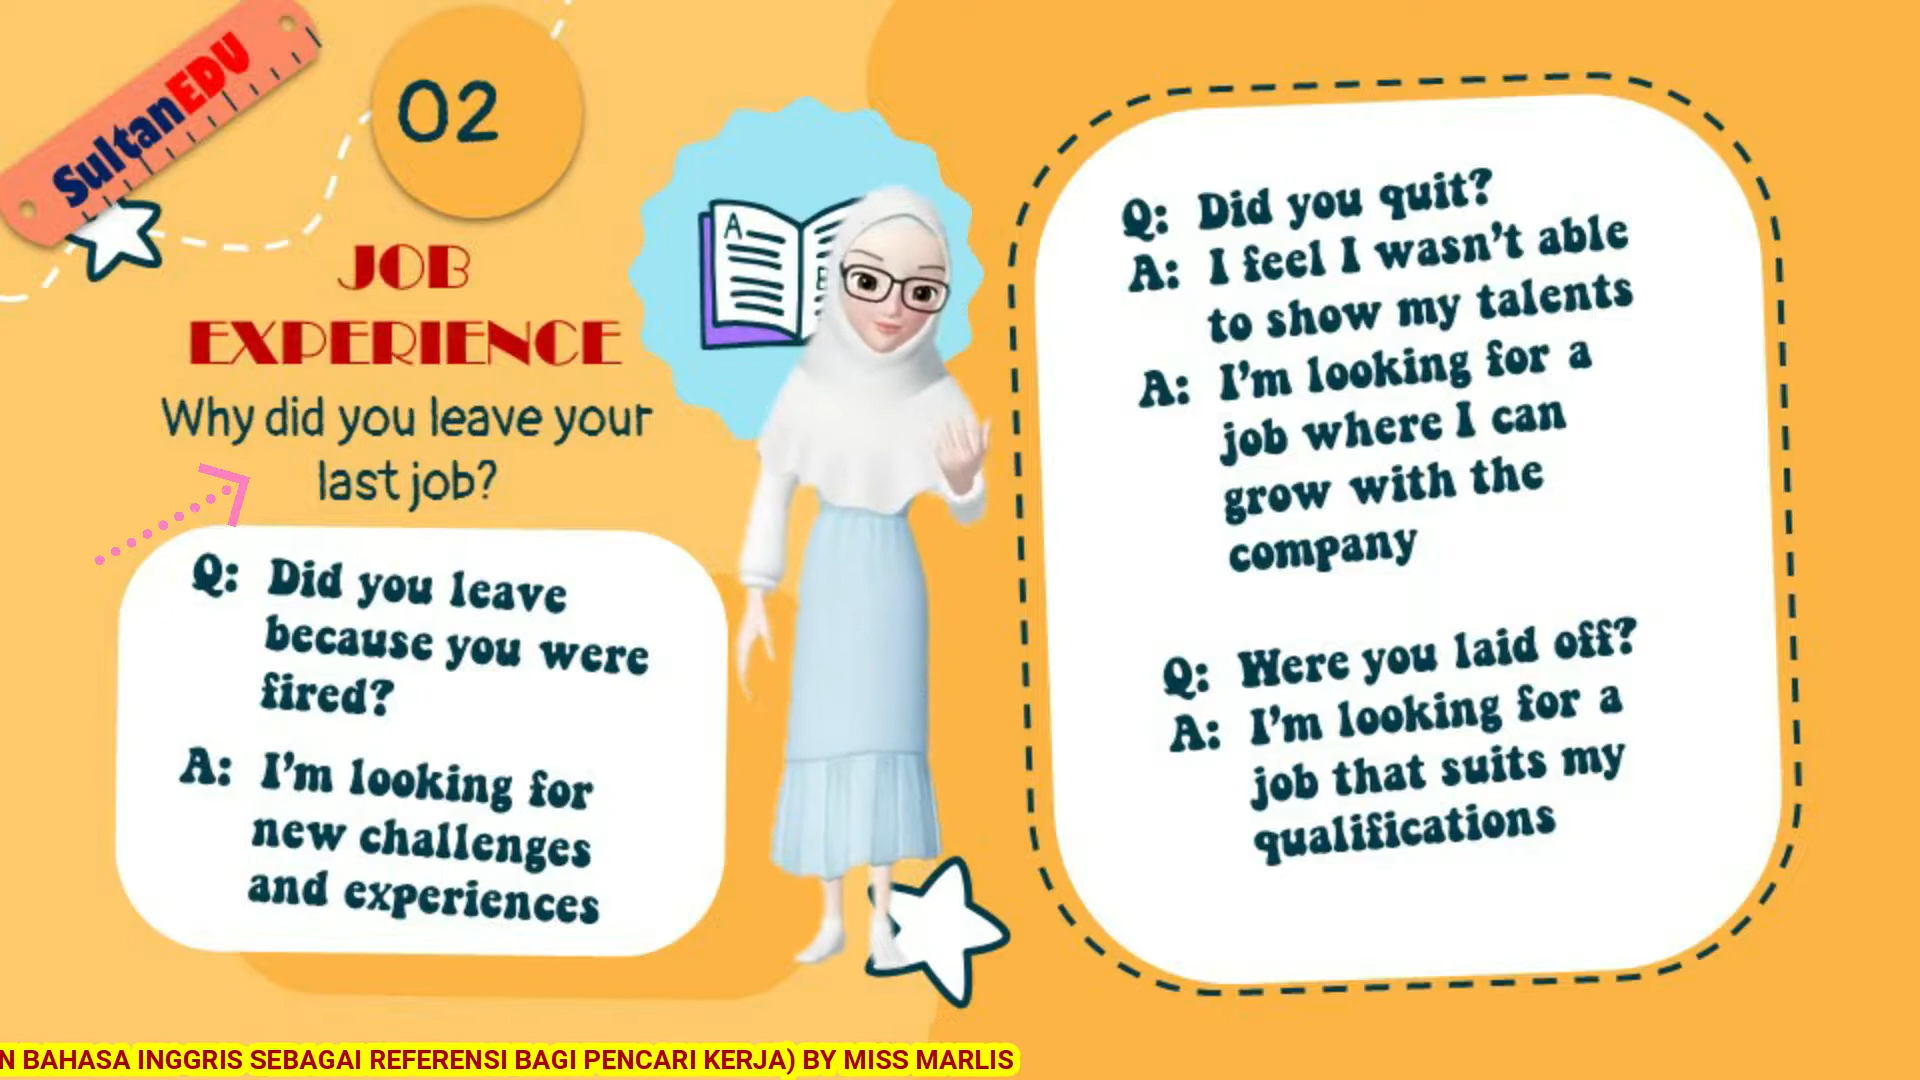 SultanEDU
02
JOB
EXPERIENCE
Why did you leave your
last job?
Q: Did you leave
because you were
fired?
A: I'm looking for
new challenges
and experiences
A
Q: Did you quit?
A: I feel I wasn't able
to show my talents
A: I'm looking for a
job where I can
grow with the
company
Q: Were you laid off?
A: I'm looking for a
job that suits my
qualifications
N BAHASA INGGRIS SEBAGAI REFERENSI BAGI PENCARI KERJA) BY MISS MARLIS